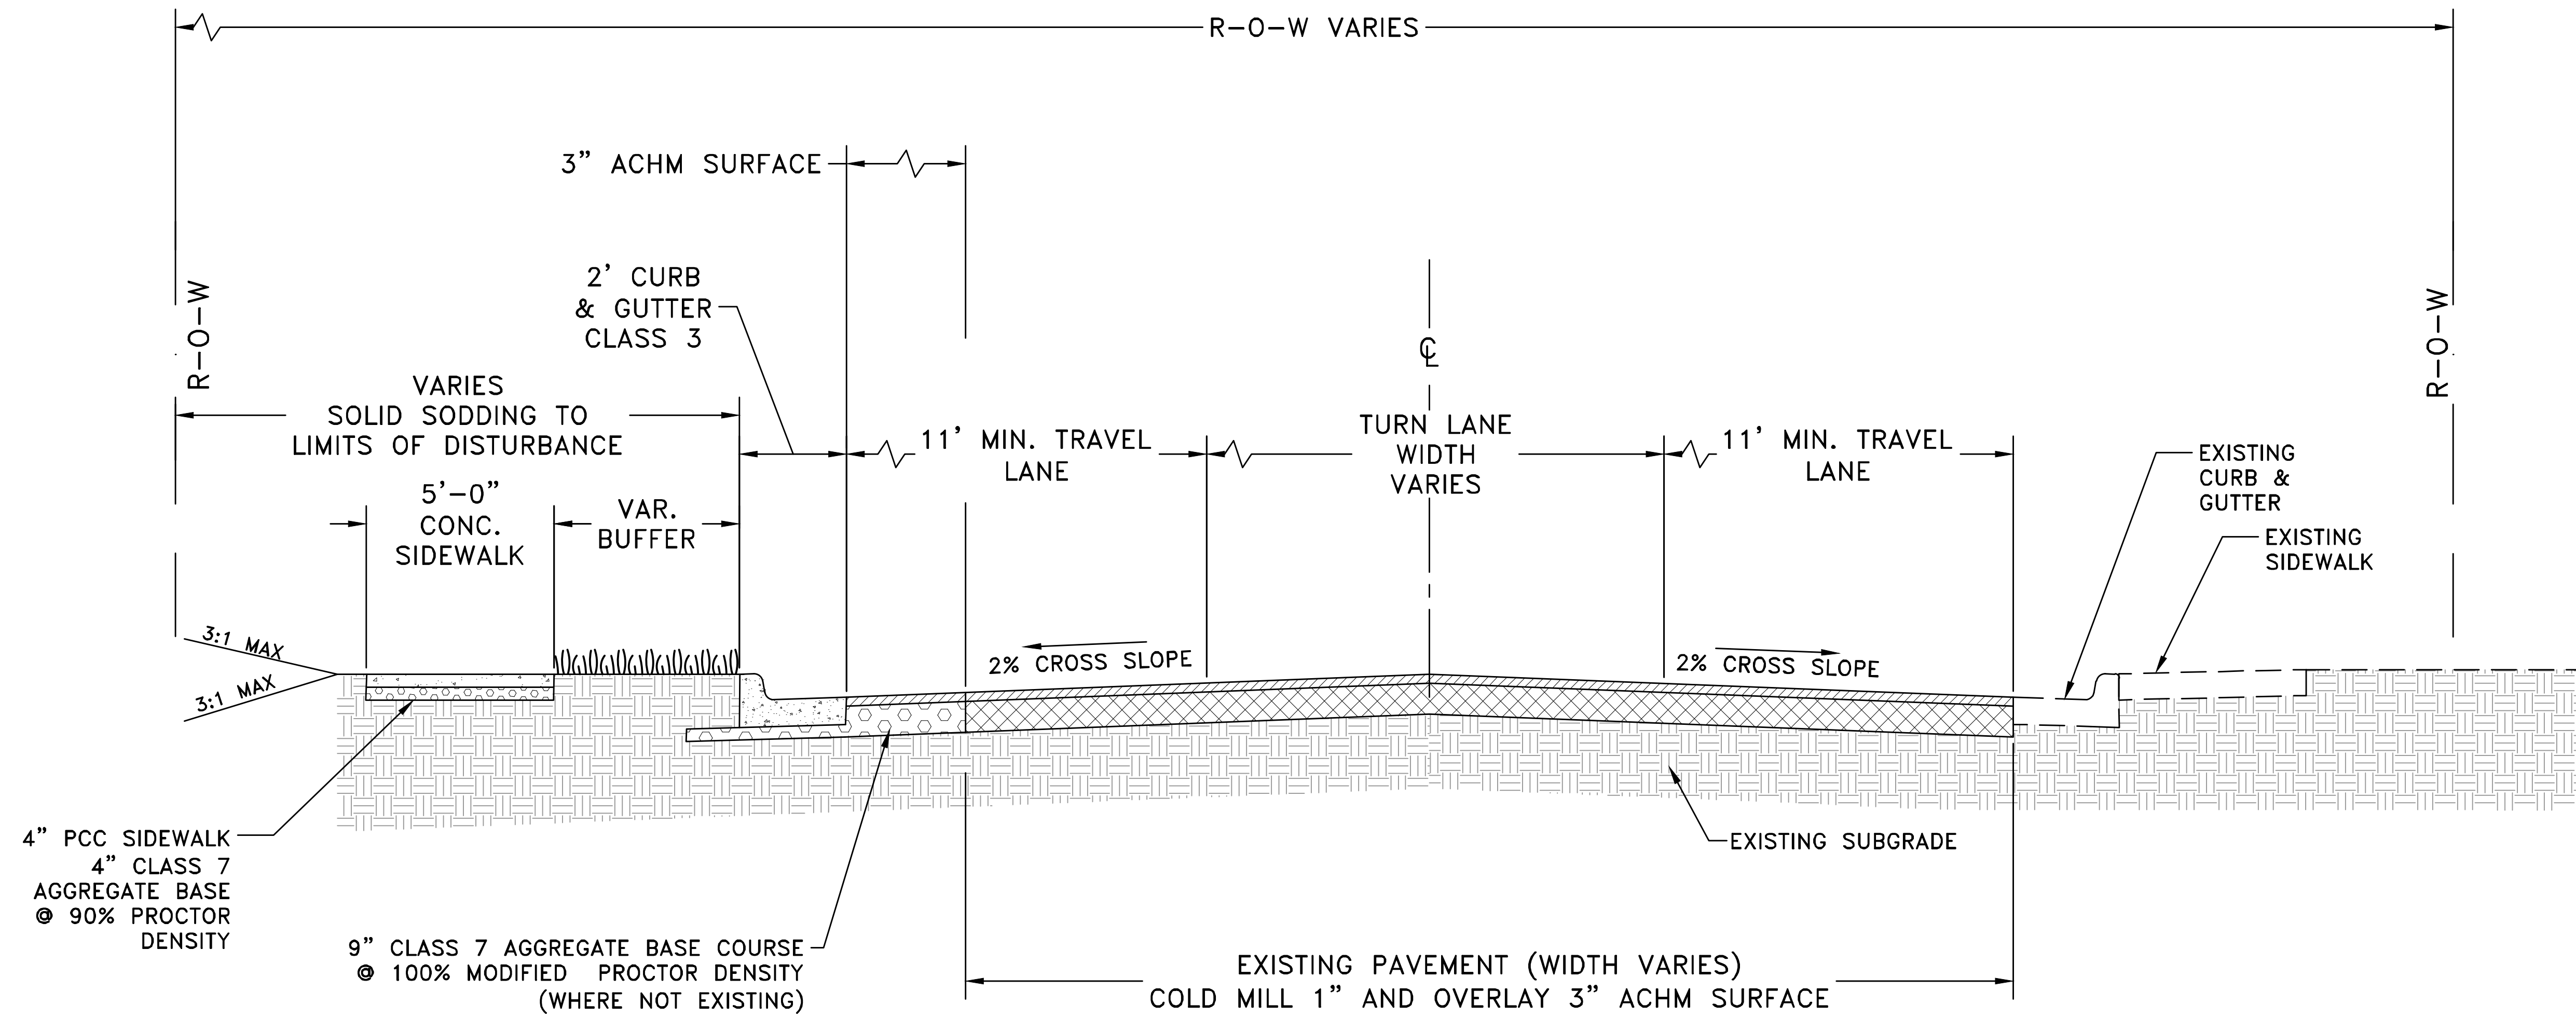 R-O-W VARIES
3" ACHM SURFACE
2' CURB
& GUTTER
CLASS 3
R-O-W
R-O-W
℄
VARIES
SOLID SODDING TO
LIMITS OF DISTURBANCE
11' MIN. TRAVEL
LANE
TURN LANE
WIDTH
VARIES
11' MIN. TRAVEL
LANE
EXISTING
CURB &
GUTTER
5'-0"
CONC.
SIDEWALK
VAR.
BUFFER
EXISTING
SIDEWALK
3:1 MAX
3:1 MAX
2% CROSS SLOPE
2% CROSS SLOPE
4" PCC SIDEWALK
4" CLASS 7
AGGREGATE BASE
@ 90% PROCTOR
DENSITY
EXISTING SUBGRADE
9" CLASS 7 AGGREGATE BASE COURSE
@ 100% MODIFIED PROCTOR DENSITY
(WHERE NOT EXISTING)
EXISTING PAVEMENT (WIDTH VARIES)
COLD MILL 1" AND OVERLAY 3" ACHM SURFACE